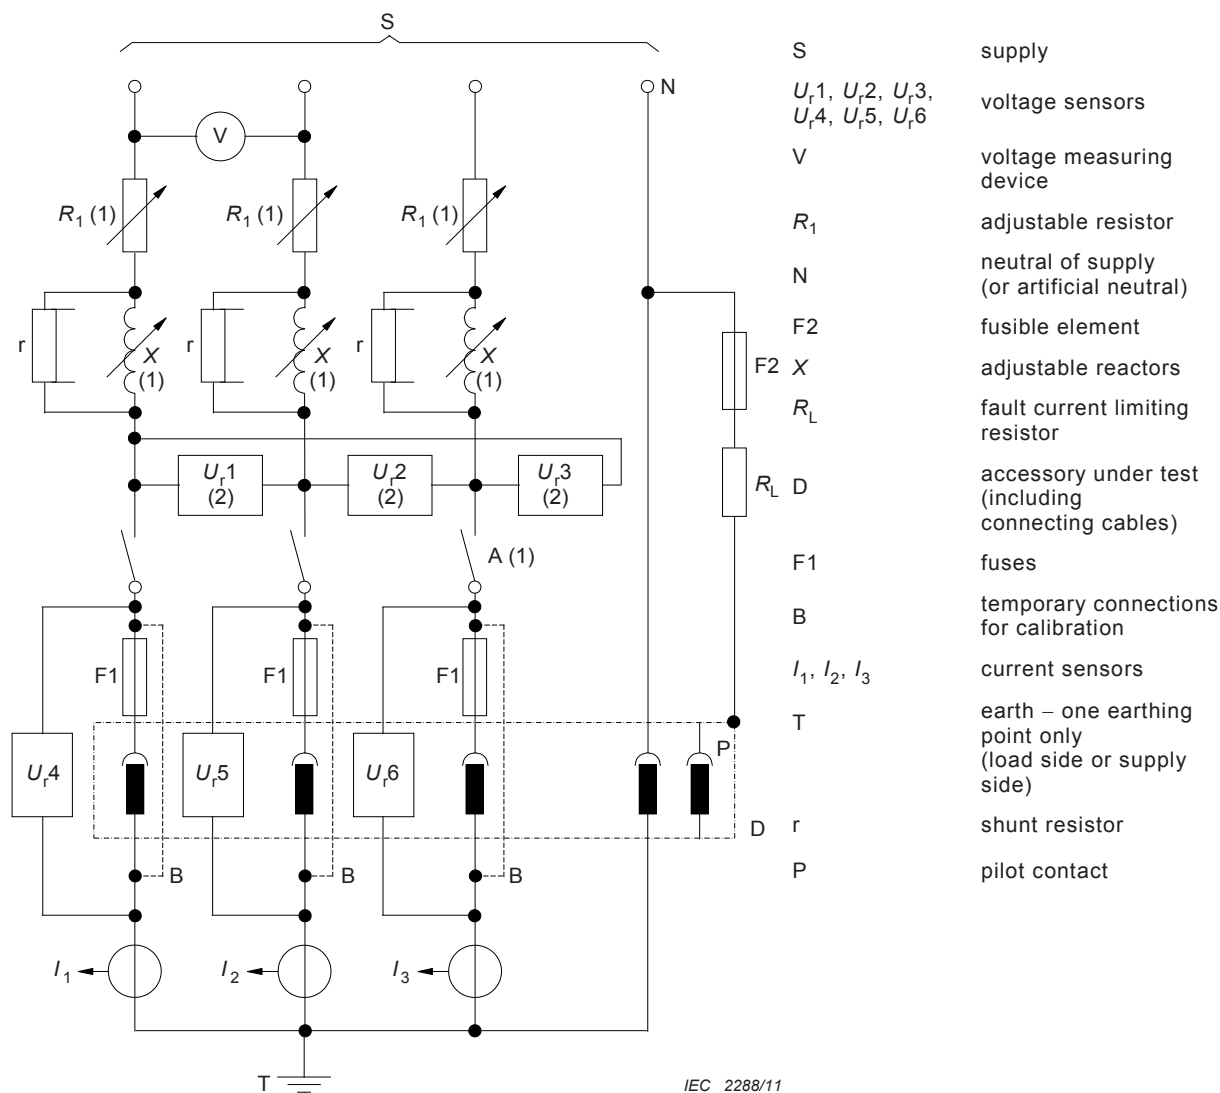 S
N
V
R1 (1)
R1 (1)
R1 (1)
r
X
(1)
r
X
(1)
r
X
(1)
F2
Ur1
(2)
Ur2
(2)
Ur3
(2)
RL
A (1)
F1
F1
F1
Ur4
Ur5
Ur6
P
D
B
B
B
I1
I2
I3
T
IEC 2288/11
S supply
Ur1, Ur2, Ur3,
Ur4, Ur5, Ur6 voltage sensors
V voltage measuring
device
R1 adjustable resistor
N neutral of supply
(or artificial neutral)
F2 fusible element
X adjustable reactors
RL fault current limiting
resistor
D accessory under test
(including
connecting cables)
F1 fuses
B temporary connections
for calibration
I1, I2, I3 current sensors
T earth – one earthing
point only
(load side or supply
side)
r shunt resistor
P pilot contact